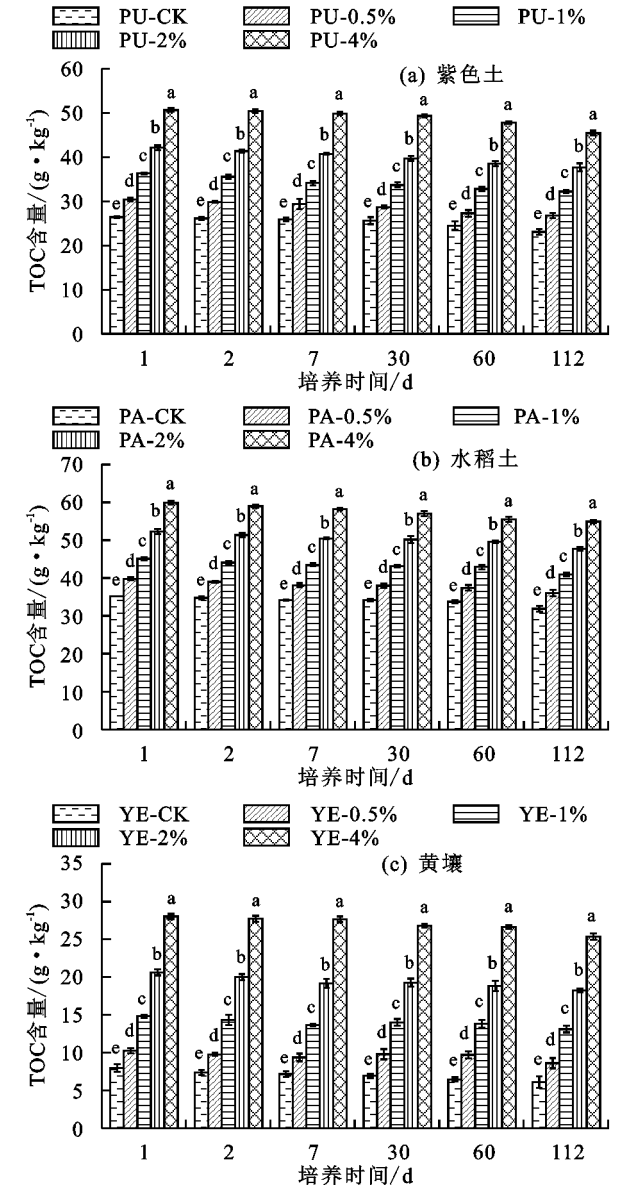 PU-CK PU-0.5% PU-1%
PU-2% PU-4%
(a) 紫色土
60
50
40
30
20
10
0
TOC含量/(g·kg⁻¹)
e d c b a e d c b a e d c b a e d c b a e d c b a e d c b a
1 2 7 30 60 112
培养时间/d
PA-CK PA-0.5% PA-1%
PA-2% PA-4%
(b) 水稻土
70
60
50
40
30
20
10
0
TOC含量/(g·kg⁻¹)
e d c b a e d c b a e d c b a e d c b a e d c b a e d c b a
1 2 7 30 60 112
培养时间/d
YE-CK YE-0.5% YE-1%
YE-2% YE-4%
(c) 黄壤
35
30
25
20
15
10
5
0
TOC含量/(g·kg⁻¹)
e d c b a e d c b a e d c b a e d c b a e d c b a e d c b a
1 2 7 30 60 112
培养时间/d